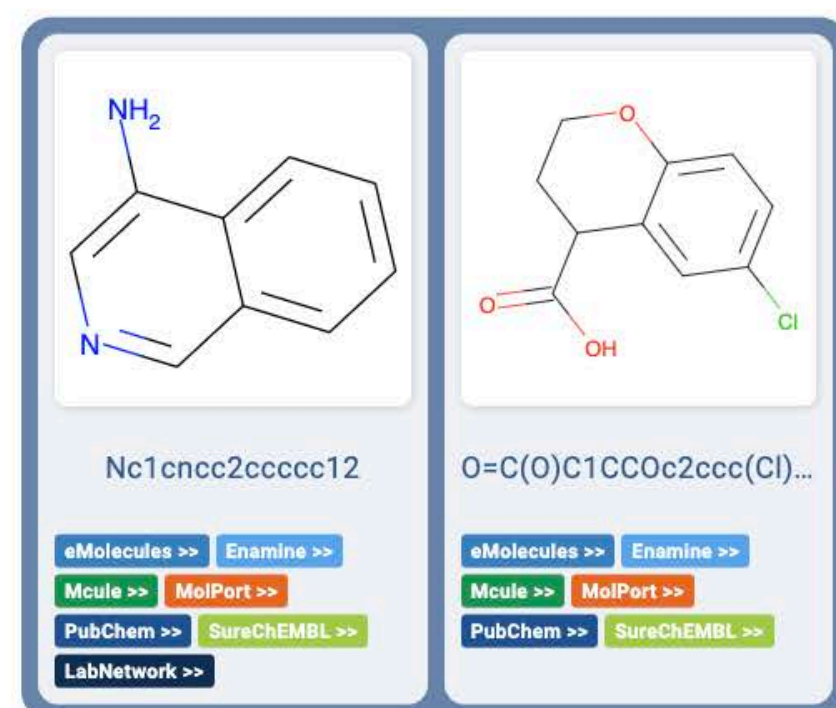 NH2
N
O
O
OH
Cl
Nc1cncc2ccccc12
O=C(O)C1CCOc2ccc(Cl)...
eMolecules >> Enamine >>
Mcule >> MolPort >>
PubChem >> SureChEMBL >>
LabNetwork >>
eMolecules >> Enamine >>
Mcule >> MolPort >>
PubChem >> SureChEMBL >>